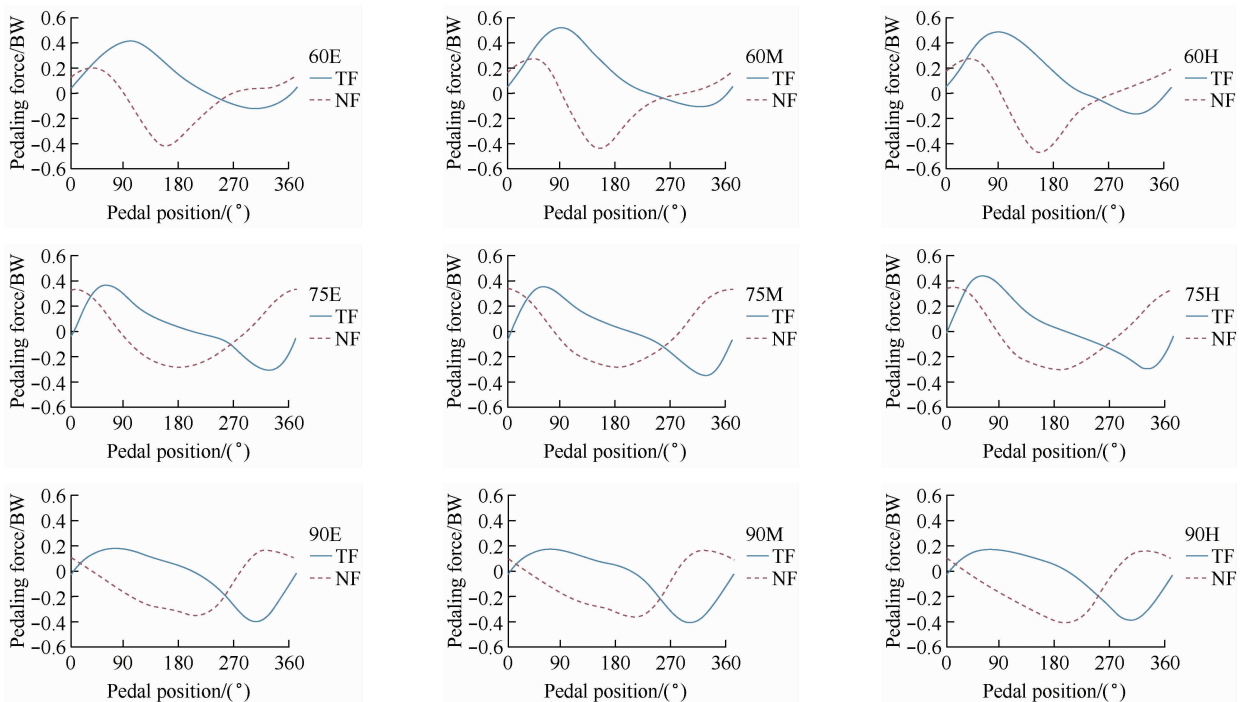 Pedaling force/BW
0.6
0.4
0.2
0
−0.2
−0.4
−0.6
0 90 180 270 360
Pedal position/(°)
60E
TF
NF
Pedaling force/BW
0.6
0.4
0.2
0
−0.2
−0.4
−0.6
0 90 180 270 360
Pedal position/(°)
60M
TF
NF
Pedaling force/BW
0.6
0.4
0.2
0
−0.2
−0.4
−0.6
0 90 180 270 360
Pedal position/(°)
60H
TF
NF
Pedaling force/BW
0.6
0.4
0.2
0
−0.2
−0.4
−0.6
0 90 180 270 360
Pedal position/(°)
75E
TF
NF
Pedaling force/BW
0.6
0.4
0.2
0
−0.2
−0.4
−0.6
0 90 180 270 360
Pedal position/(°)
75M
TF
NF
Pedaling force/BW
0.6
0.4
0.2
0
−0.2
−0.4
−0.6
0 90 180 270 360
Pedal position/(°)
75H
TF
NF
Pedaling force/BW
0.6
0.4
0.2
0
−0.2
−0.4
−0.6
0 90 180 270 360
Pedal position/(°)
90E
TF
NF
Pedaling force/BW
0.6
0.4
0.2
0
−0.2
−0.4
−0.6
0 90 180 270 360
Pedal position/(°)
90M
TF
NF
Pedaling force/BW
0.6
0.4
0.2
0
−0.2
−0.4
−0.6
0 90 180 270 360
Pedal position/(°)
90H
TF
NF